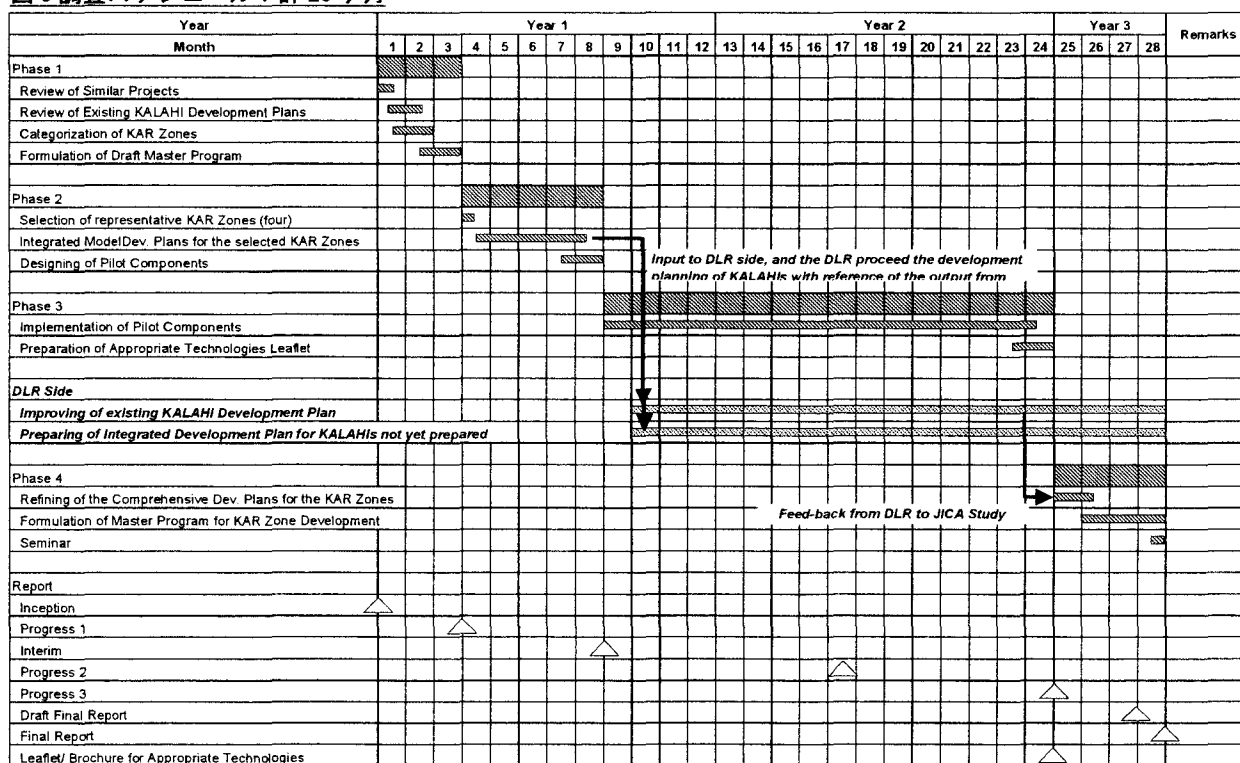 Year Year 1 Year 2 Year 3 Remarks
Month 1 2 3 4 5 6 7 8 9 10 11 12 13 14 15 16 17 18 19 20 21 22 23 24 25 26 27 28
Phase 1
Review of Similar Projects
Review of Existing KALAHI Development Plans
Categorization of KAR Zones
Formulation of Draft Master Program
Phase 2
Selection of representative KAR Zones (four)
Integrated ModelDev. Plans for the selected KAR Zones
Designing of Pilot Components
Input to DLR side, and the DLR proceed the development
planning of KALAHIs with reference of the output from
Phase 3
Implementation of Pilot Components
Preparation of Appropriate Technologies Leaflet
DLR Side
Improving of existing KALAHI Development Plan
Preparing of Integrated Development Plan for KALAHIs not yet prepared
Phase 4
Refining of the Comprehensive Dev. Plans for the KAR Zones
Formulation of Master Program for KAR Zone Development
Feed-back from DLR to JICA Study
Seminar
Report
Inception
Progress 1
Interim
Progress 2
Progress 3
Draft Final Report
Final Report
Leaflet/ Brochure for Appropriate Technologies